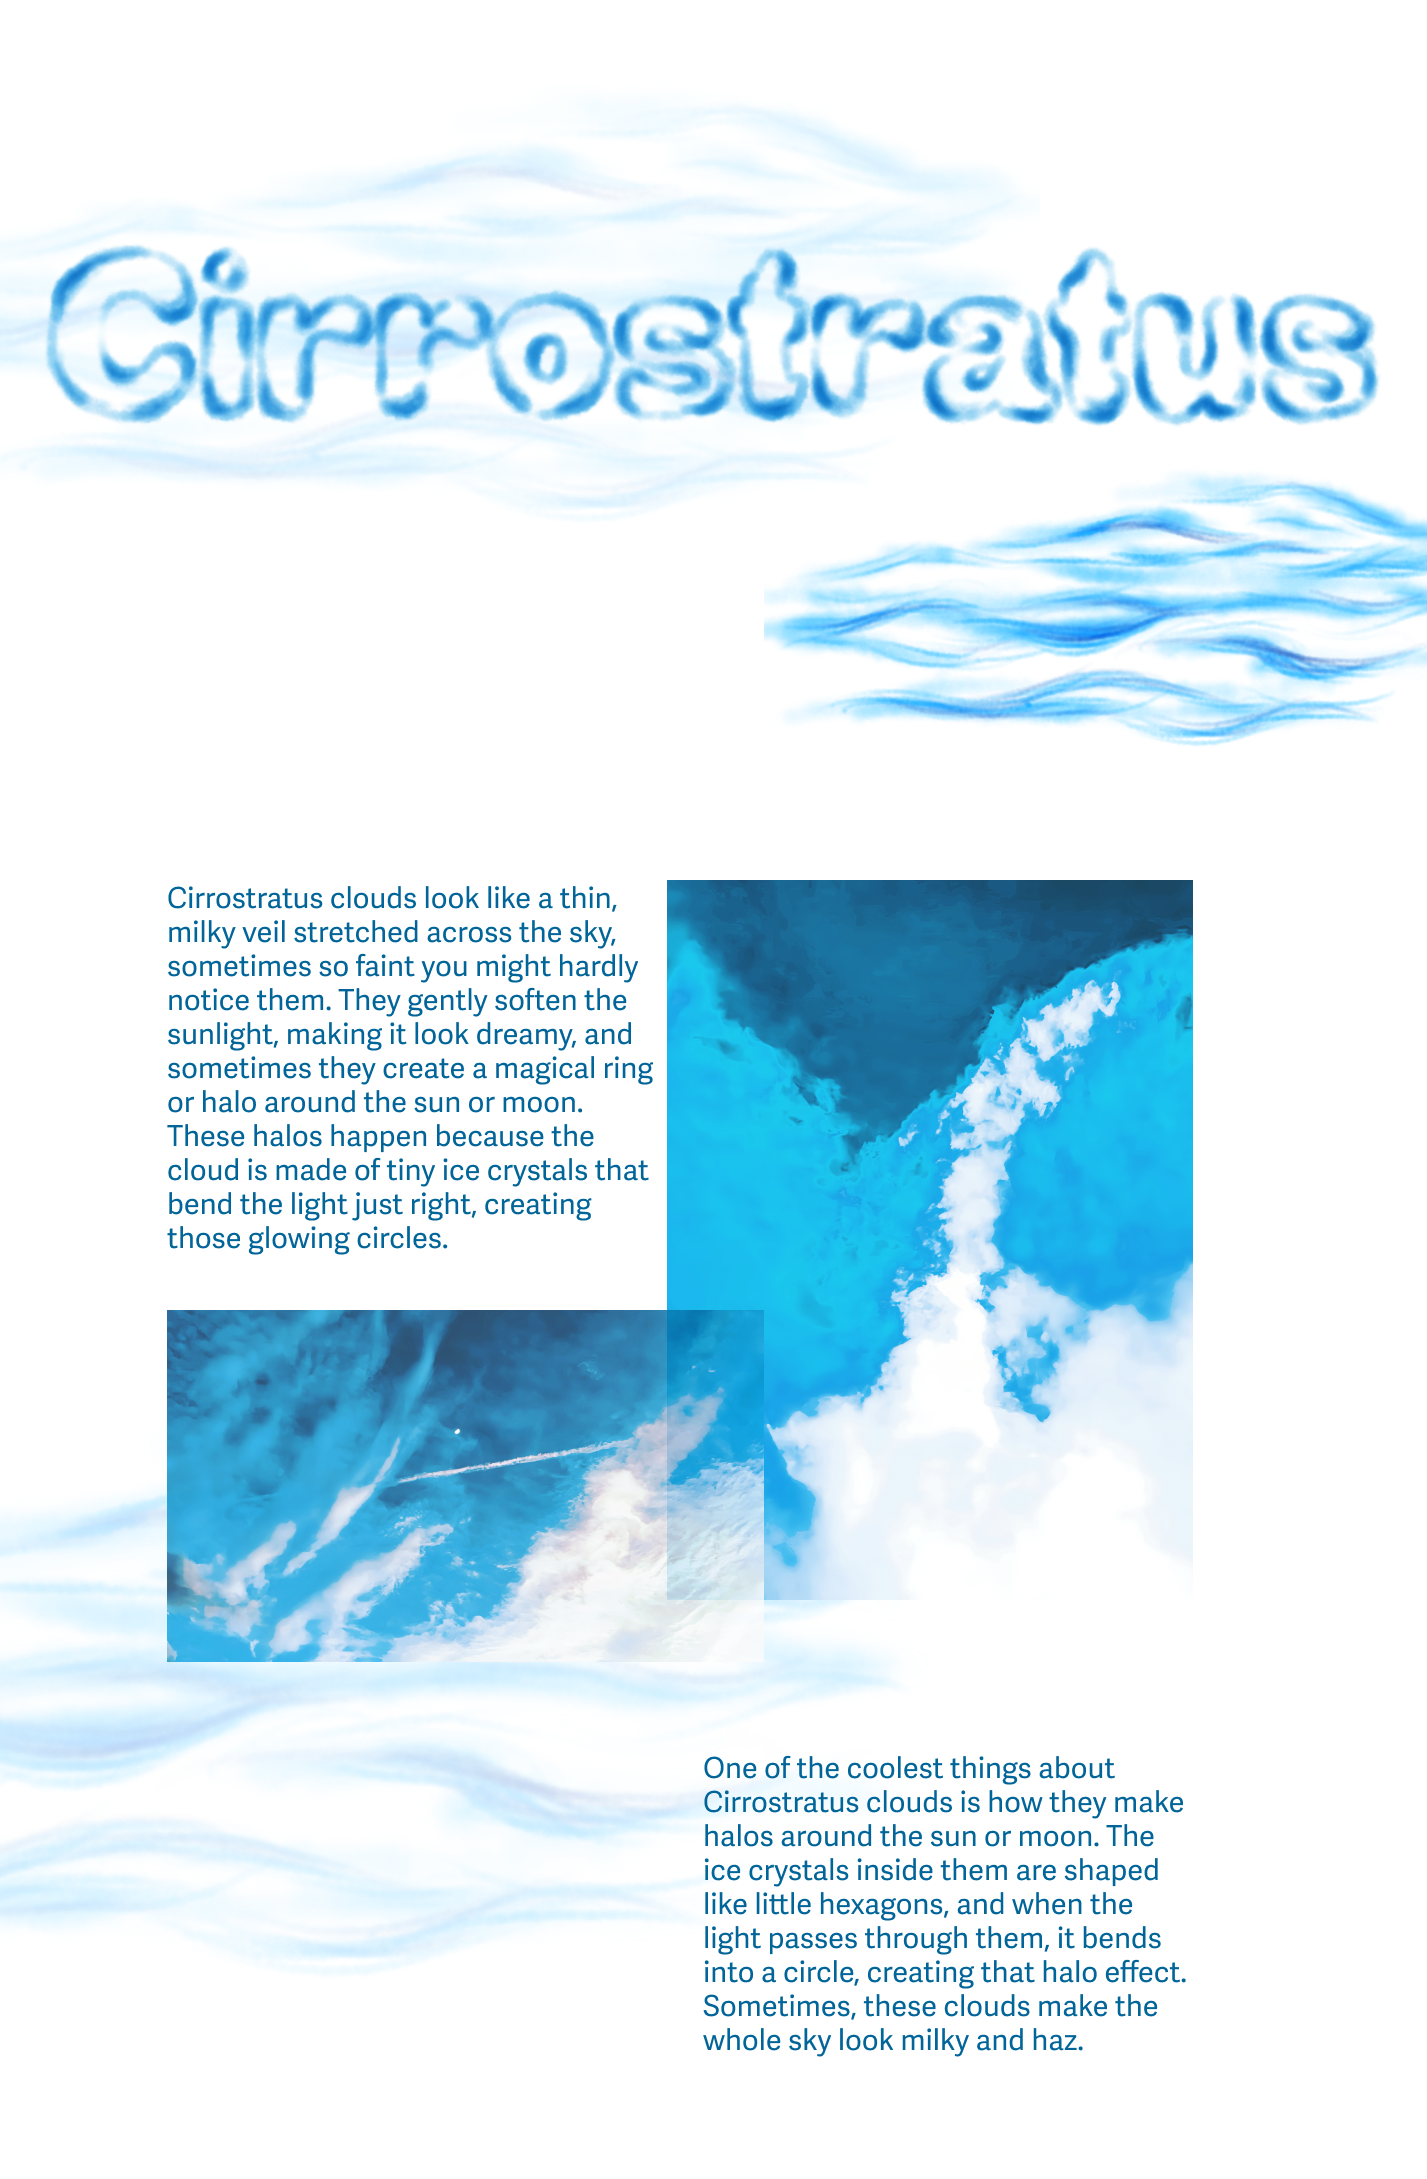 Cirrostratus
Cirrostratus clouds look like a thin,
milky veil stretched across the sky,
sometimes so faint you might hardly
notice them. They gently soften the
sunlight, making it look dreamy, and
sometimes they create a magical ring
or halo around the sun or moon.
These halos happen because the
cloud is made of tiny ice crystals that
bend the light just right, creating
those glowing circles.
One of the coolest things about
Cirrostratus clouds is how they make
halos around the sun or moon. The
ice crystals inside them are shaped
like little hexagons, and when the
light passes through them, it bends
into a circle, creating that halo effect.
Sometimes, these clouds make the
whole sky look milky and haz.